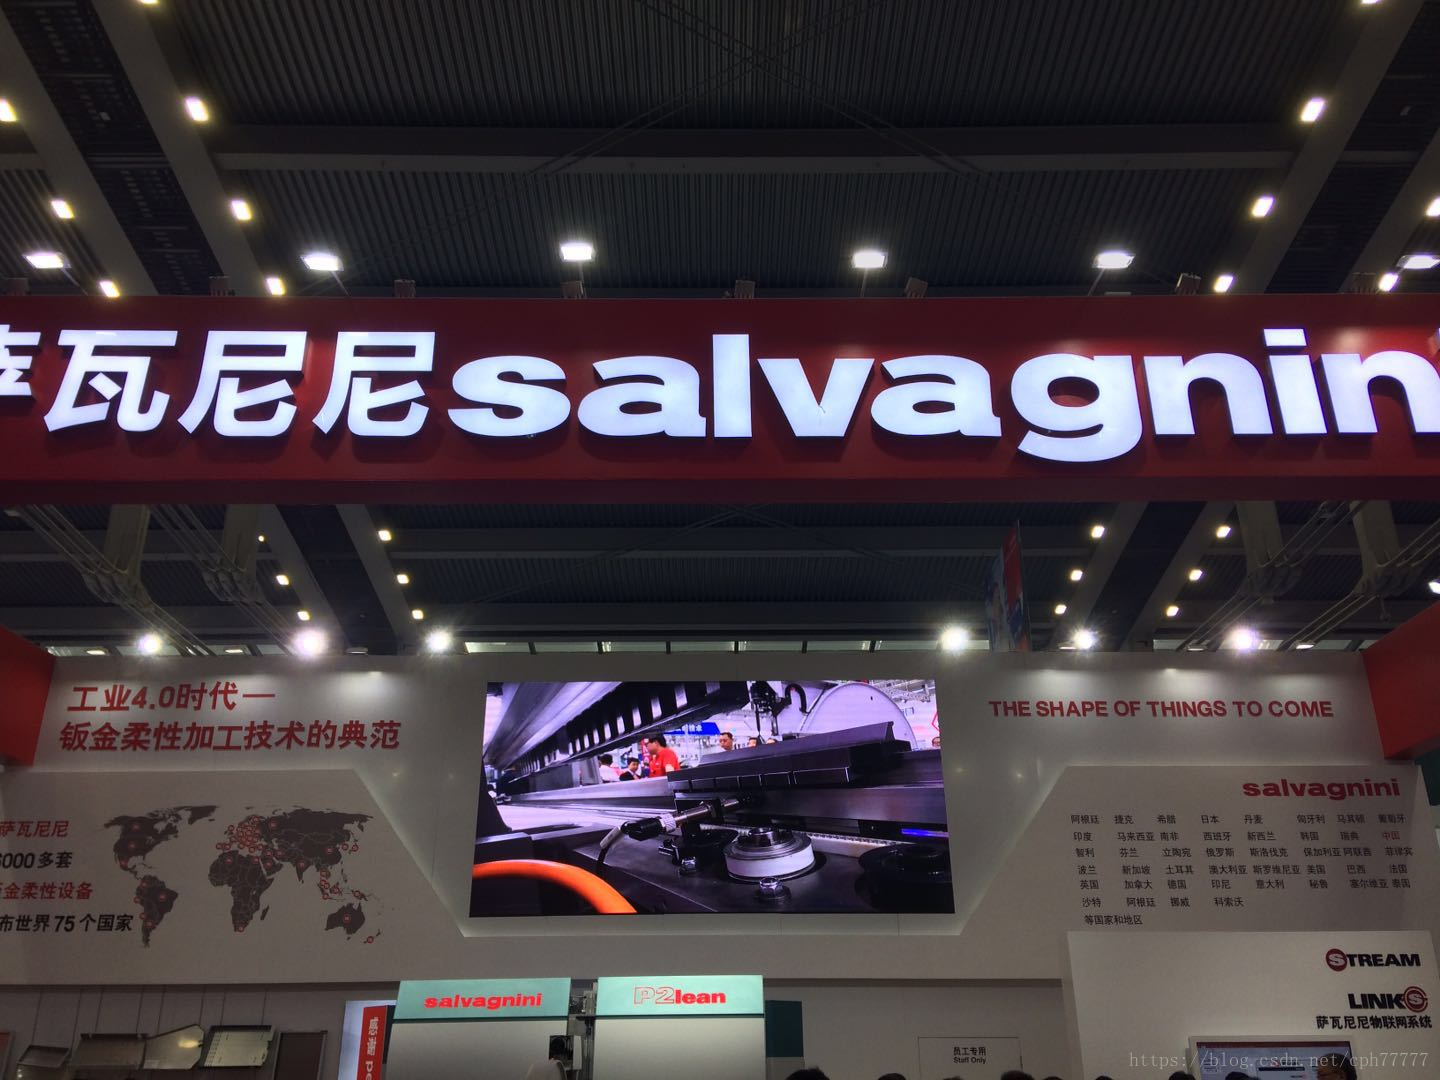 萨瓦尼尼salvagnini
工业4.0时代—
钣金柔性加工技术的典范
THE SHAPE OF THINGS TO COME
萨瓦尼尼
000多套
金柔性设备
布世界75个国家
salvagnini
阿根廷 捷克 希腊 日本 丹麦 匈牙利 马其顿 葡萄牙
印度 马来西亚 南非 西班牙 新西兰 韩国 瑞典 中国
智利 芬兰 立陶宛 俄罗斯 斯洛伐克 保加利亚 阿联酋 菲律宾
波兰 新加坡 土耳其 澳大利亚 斯罗维尼亚 美国 巴西 法国
英国 加拿大 德国 印尼 意大利 秘鲁 塞尔维亚 泰国
沙特 阿根廷 挪威 科索沃
等国家和地区
STREAM
LINKS
萨瓦尼尼物联网系统
salvagnini
P2lean
员工专用
Staff Only
https://blog.csdn.net/cph77777